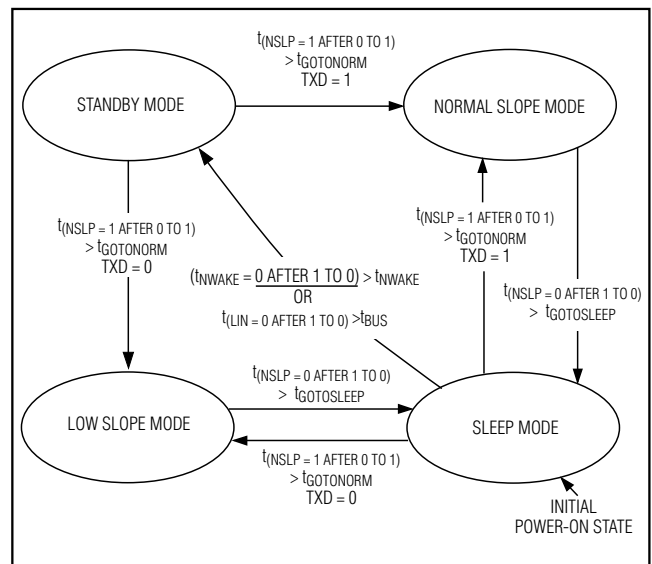 t(NSLP = 1 AFTER 0 TO 1)
> tGOTONORM
TXD = 1
STANDBY MODE
NORMAL SLOPE MODE
t(NSLP = 1 AFTER 0 TO 1)
> tGOTONORM
TXD = 0
t(NSLP = 1 AFTER 0 TO 1)
> tGOTONORM
TXD = 1
(tNWAKE = 0 AFTER 1 TO 0) > tNWAKE
OR
t(LIN = 0 AFTER 1 TO 0) >tBUS
t(NSLP = 0 AFTER 1 TO 0)
> tGOTOSLEEP
t(NSLP = 0 AFTER 1 TO 0)
> tGOTOSLEEP
LOW SLOPE MODE
SLEEP MODE
t(NSLP = 1 AFTER 0 TO 1)
> tGOTONORM
TXD = 0
INITIAL
POWER-ON STATE